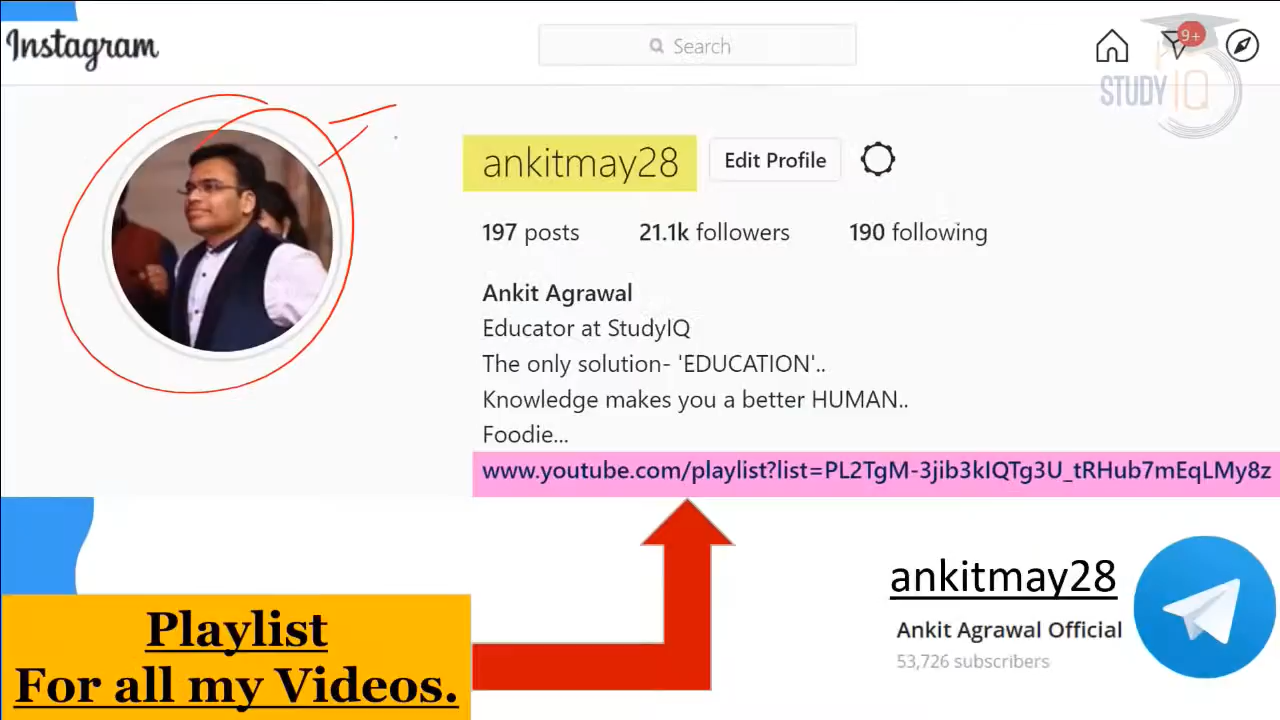 Instagram
Search
9+
STUDY IQ
ankitmay28
Edit Profile
197 posts 21.1k followers 190 following
Ankit Agrawal
Educator at StudyIQ
The only solution- 'EDUCATION'..
Knowledge makes you a better HUMAN..
Foodie...
www.youtube.com/playlist?list=PL2TgM-3jib3kIQTg3U_tRHub7mEqLMy8z
ankitmay28
Ankit Agrawal Official
53,726 subscribers
Playlist
For all my Videos.